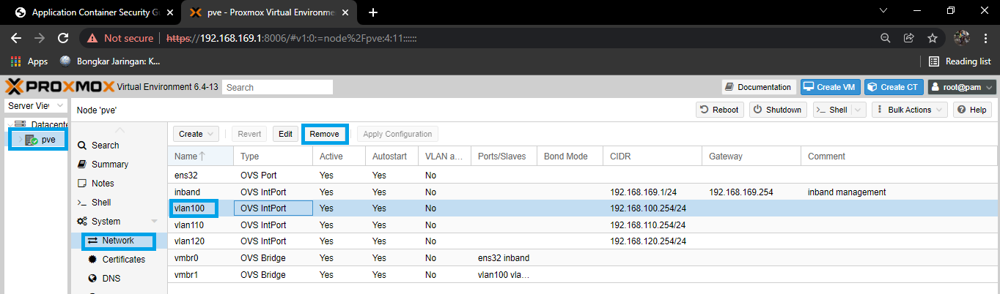 Application Container Security Gu
pve - Proxmox Virtual Environme
Not secure https://192.168.169.1:8006/#v1:0:=node%2Fpve:4:11::::::
Apps Bongkar Jaringan: K... Reading list
PROXMOX Virtual Environment 6.4-13 Search Documentation Create VM Create CT root@pam
Server View Node 'pve' Reboot Shutdown >_ Shell Bulk Actions Help
Datacente
pve
Search
Summary
Notes
>_ Shell
System
Network
Certificates
DNS
Create Revert Edit Remove Apply Configuration
Name Type Active Autostart VLAN a... Ports/Slaves Bond Mode CIDR Gateway Comment
ens32 OVS Port Yes Yes No
inband OVS IntPort Yes Yes No 192.168.169.1/24 192.168.169.254 inband management
vlan100 OVS IntPort Yes Yes No 192.168.100.254/24
vlan110 OVS IntPort Yes Yes No 192.168.110.254/24
vlan120 OVS IntPort Yes Yes No 192.168.120.254/24
vmbr0 OVS Bridge Yes Yes No ens32 inband
vmbr1 OVS Bridge Yes Yes No vlan100 vla...